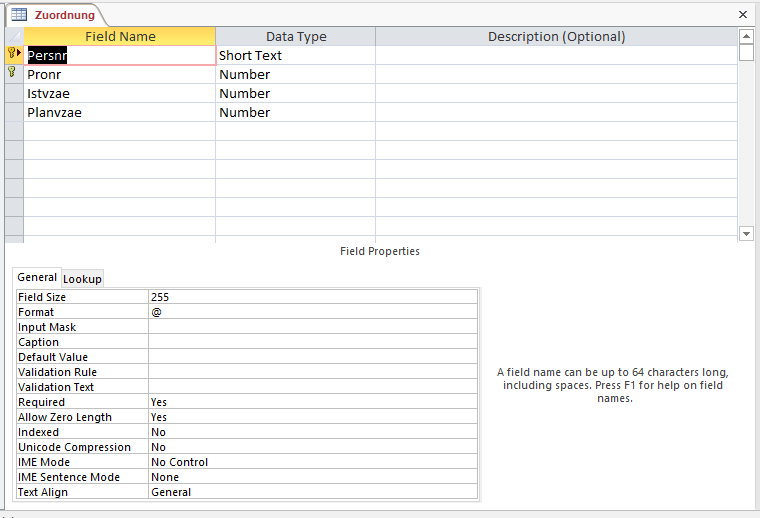 Zuordnung
Field Name Data Type Description (Optional)
Persnr Short Text
Pronr Number
Istvzae Number
Planvzae Number
Field Properties
General Lookup
Field Size 255
Format @
Input Mask
Caption
Default Value
Validation Rule
Validation Text
Required Yes
Allow Zero Length Yes
Indexed No
Unicode Compression No
IME Mode No Control
IME Sentence Mode None
Text Align General
A field name can be up to 64 characters long,
including spaces. Press F1 for help on field
names.